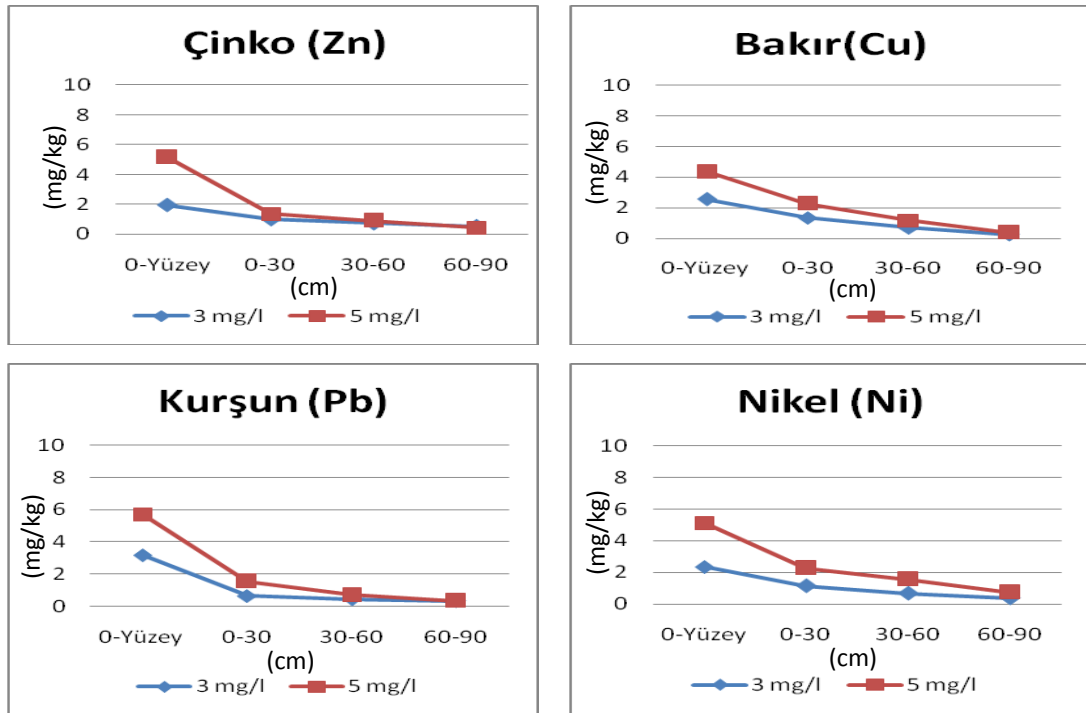 Çinko (Zn)
10
8
6
4
2
0
(mg/kg)
0-Yüzey 0-30 30-60 60-90
(cm)
3 mg/l 5 mg/l
Bakır(Cu)
10
8
6
4
2
0
(mg/kg)
0-Yüzey 0-30 30-60 60-90
(cm)
3 mg/l 5 mg/l
Kurşun (Pb)
10
8
6
4
2
0
(mg/kg)
0-Yüzey 0-30 30-60 60-90
(cm)
3 mg/l 5 mg/l
Nikel (Ni)
10
8
6
4
2
0
(mg/kg)
0-Yüzey 0-30 30-60 60-90
(cm)
3 mg/l 5 mg/l